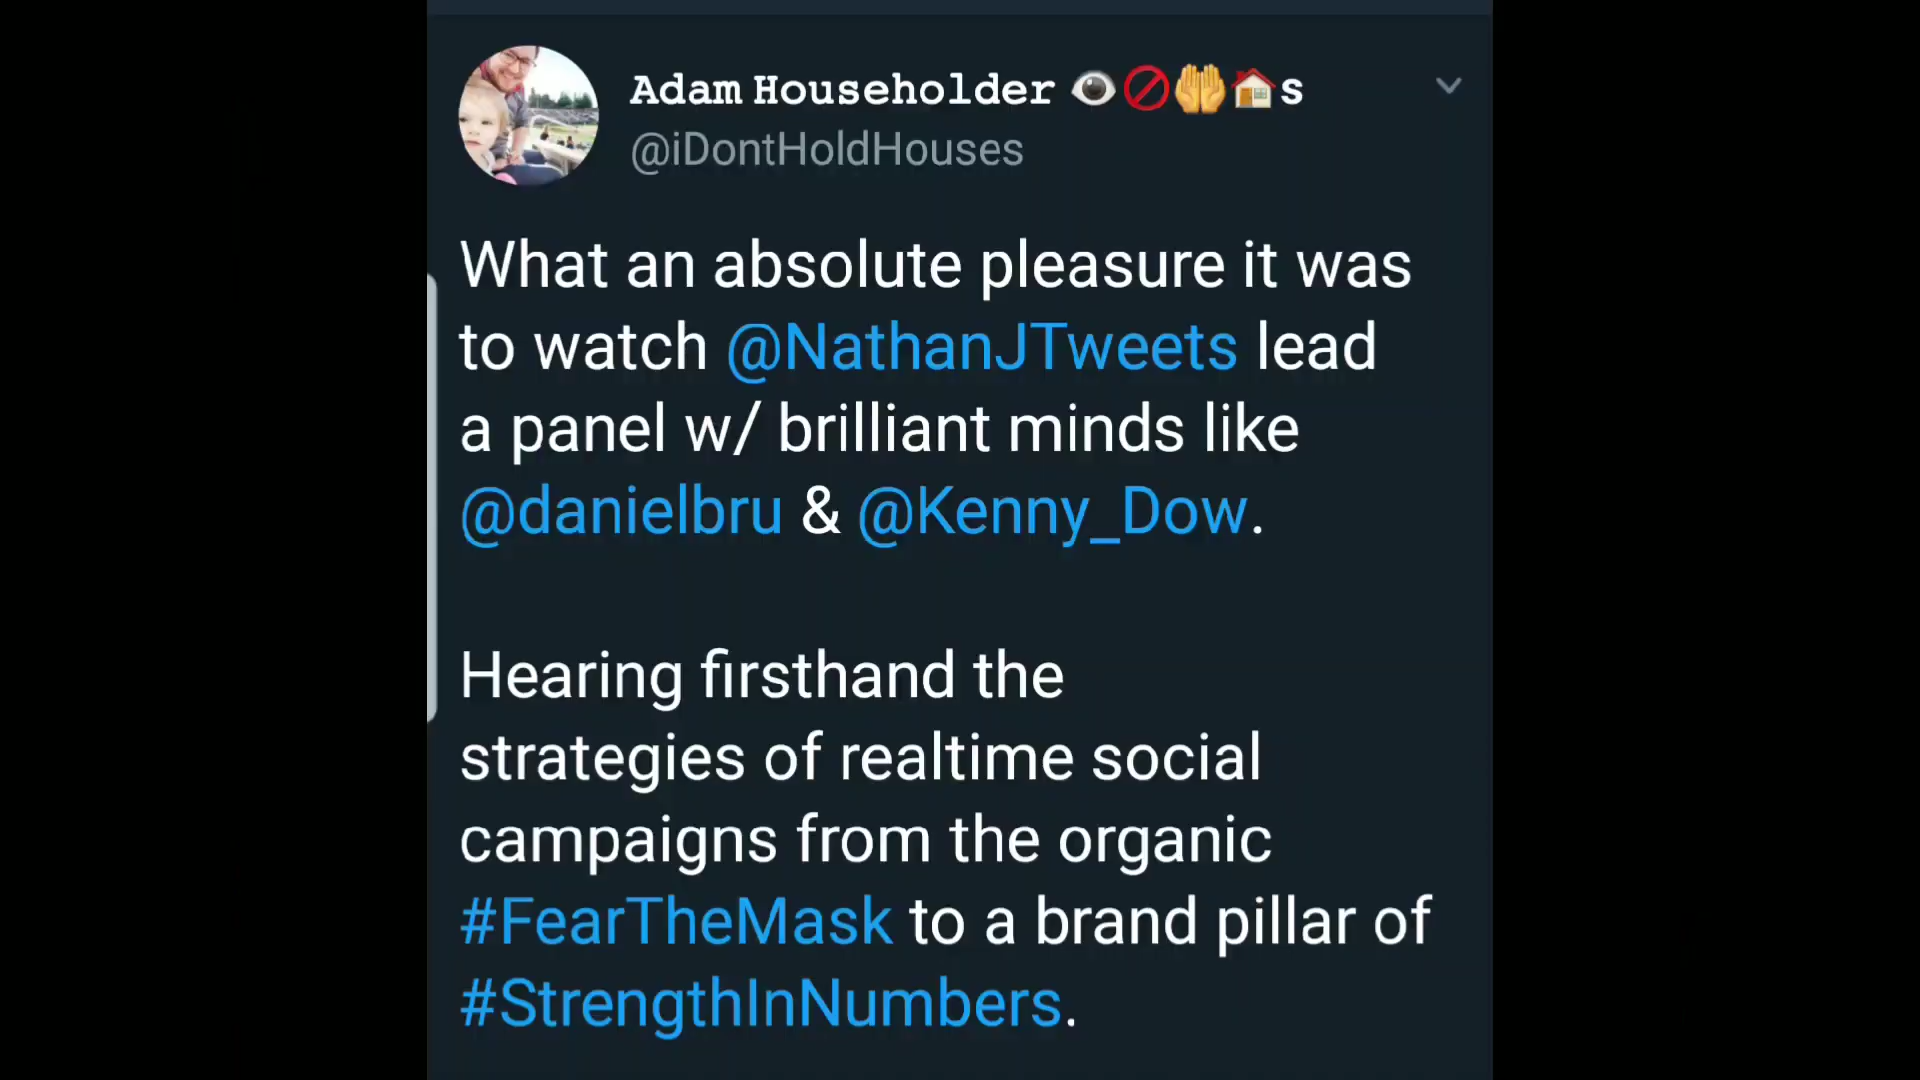 Adam Householder 👁️🚫🤲🏠s
@iDontHoldHouses
What an absolute pleasure it was
to watch @NathanJTweets lead
a panel w/ brilliant minds like
@danielbru & @Kenny_Dow.
Hearing firsthand the
strategies of realtime social
campaigns from the organic
#FearTheMask to a brand pillar of
#StrengthInNumbers.